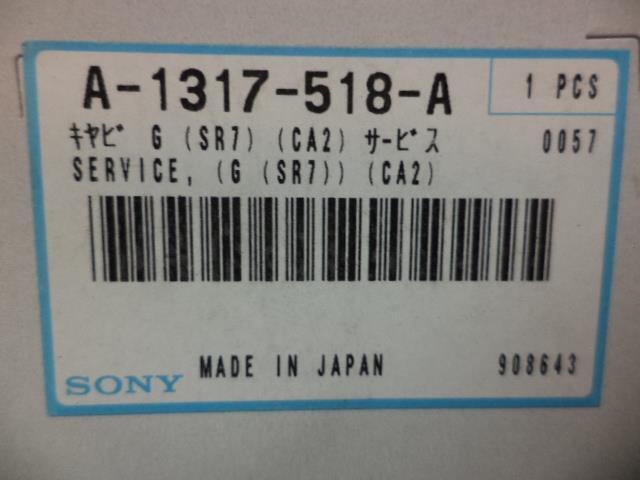 A-1317-518-A
1 PCS
ｷﾔﾋﾞ G (SR7) (CA2) ｻｰﾋﾞｽ
0057
SERVICE, (G (SR7)) (CA2)
SONY
MADE IN JAPAN
908643